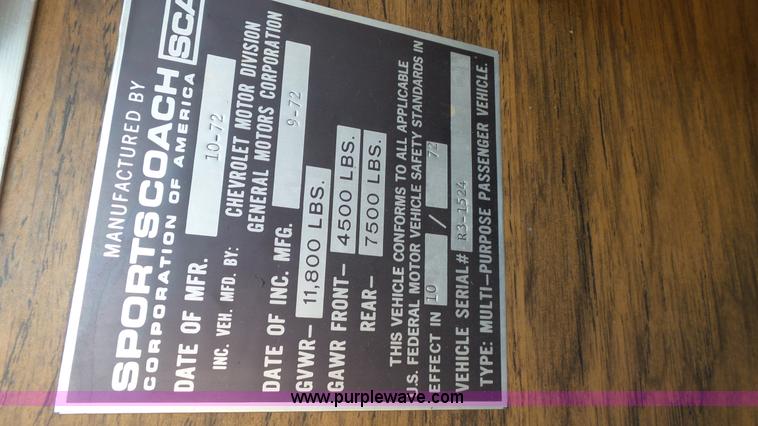 MANUFACTURED BY
SPORTSCOACH
CORPORATION OF AMERICA SCA
DATE OF MFR. 10-72
INC. VEH. MFD. BY: CHEVROLET MOTOR DIVISION
GENERAL MOTORS CORPORATION
DATE OF INC. MFG. 9-72
GVWR- 11,800 LBS.
GAWR FRONT- 4500 LBS.
REAR- 7500 LBS.
THIS VEHICLE CONFORMS TO ALL APPLICABLE
U.S. FEDERAL MOTOR VEHICLE SAFETY STANDARDS IN
EFFECT IN 10 / 72
VEHICLE SERIAL# R3-1524
TYPE: MULTI-PURPOSE PASSENGER VEHICLE.
www.purplewave.com